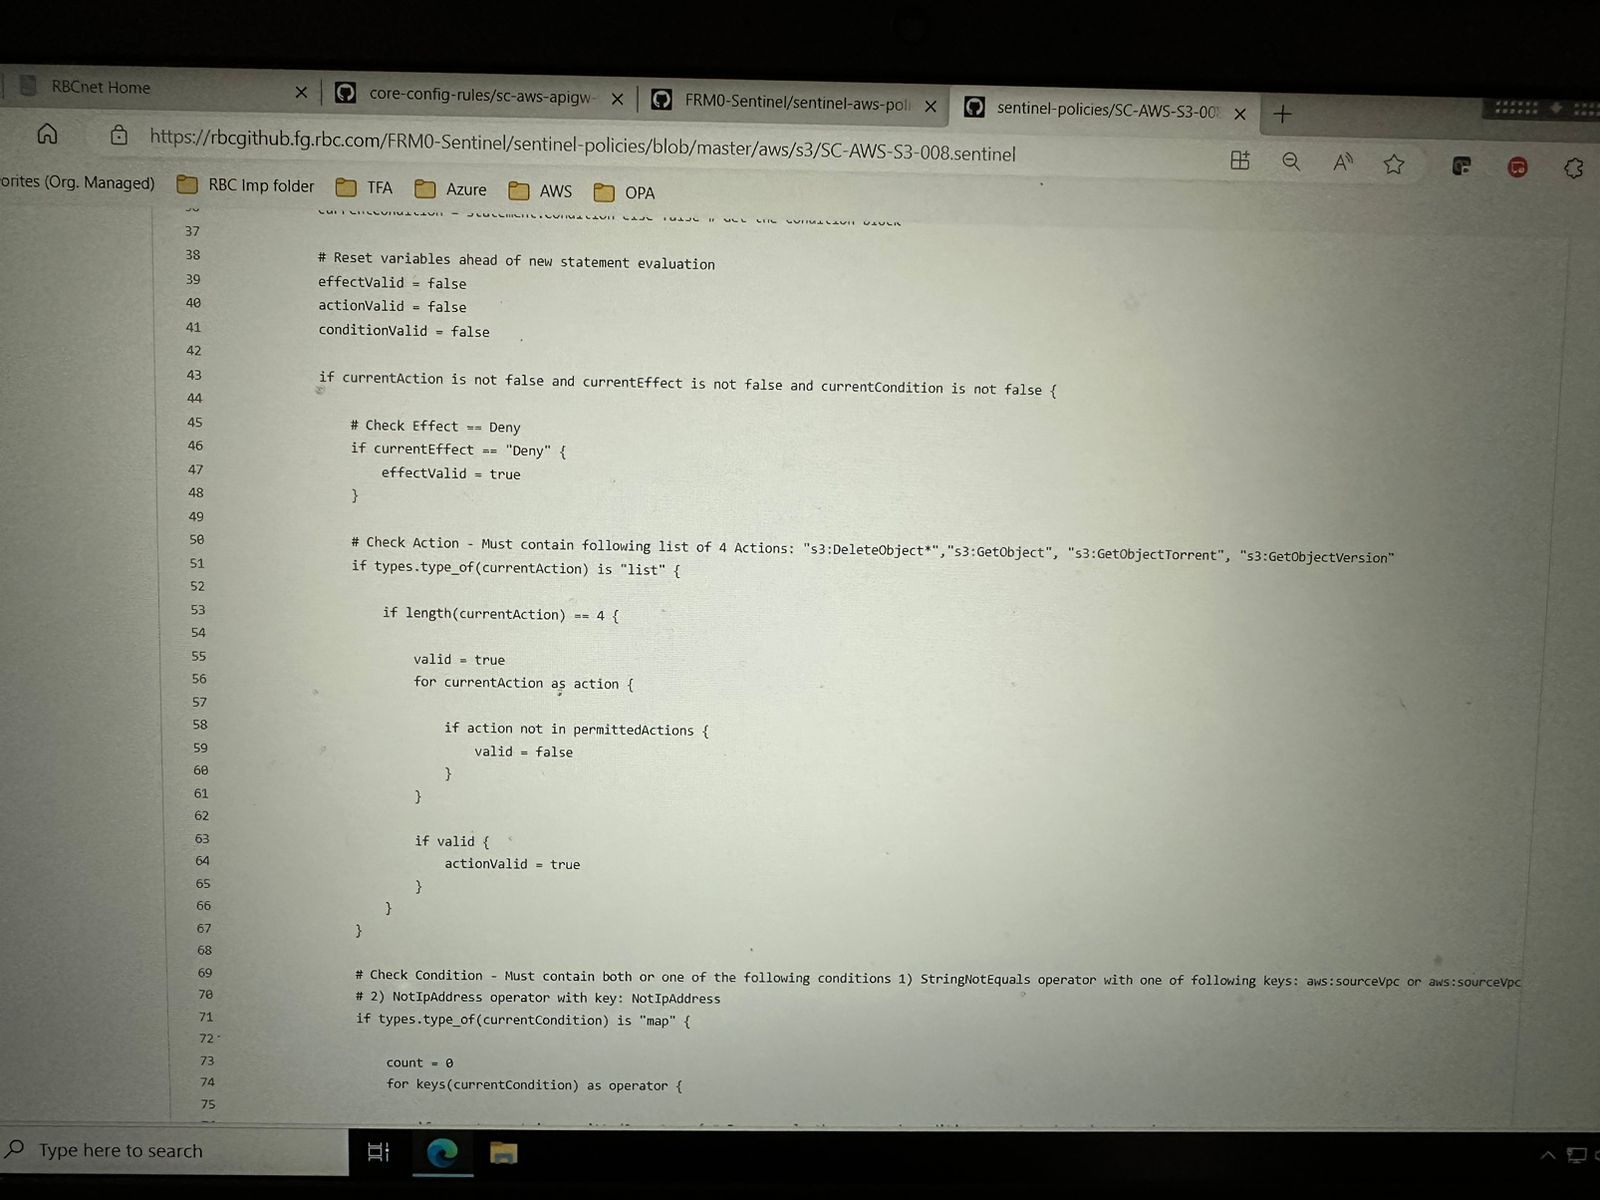 RBCnet Home
core-config-rules/sc-aws-apigw-
FRM0-Sentinel/sentinel-aws-poli
sentinel-policies/SC-AWS-S3-008
https://rbcgithub.fg.rbc.com/FRM0-Sentinel/sentinel-policies/blob/master/aws/s3/SC-AWS-S3-008.sentinel
orites (Org. Managed)
RBC Imp folder
TFA
Azure
AWS
OPA
37
38 # Reset variables ahead of new statement evaluation
39 effectValid = false
40 actionValid = false
41 conditionValid = false
42
43 if currentAction is not false and currentEffect is not false and currentCondition is not false {
44
45 # Check Effect == Deny
46 if currentEffect == "Deny" {
47 effectValid = true
48 }
49
50 # Check Action - Must contain following list of 4 Actions: "s3:DeleteObject*","s3:GetObject", "s3:GetObjectTorrent", "s3:GetObjectVersion"
51 if types.type_of(currentAction) is "list" {
52
53 if length(currentAction) == 4 {
54
55 valid = true
56 for currentAction as action {
57
58 if action not in permittedActions {
59 valid = false
60 }
61 }
62
63 if valid {
64 actionValid = true
65 }
66 }
67 }
68
69 # Check Condition - Must contain both or one of the following conditions 1) StringNotEquals operator with one of following keys: aws:sourceVpc or aws:sourceVpc
70 # 2) NotIpAddress operator with key: NotIpAddress
71 if types.type_of(currentCondition) is "map" {
72
73 count = 0
74 for keys(currentCondition) as operator {
75
Type here to search